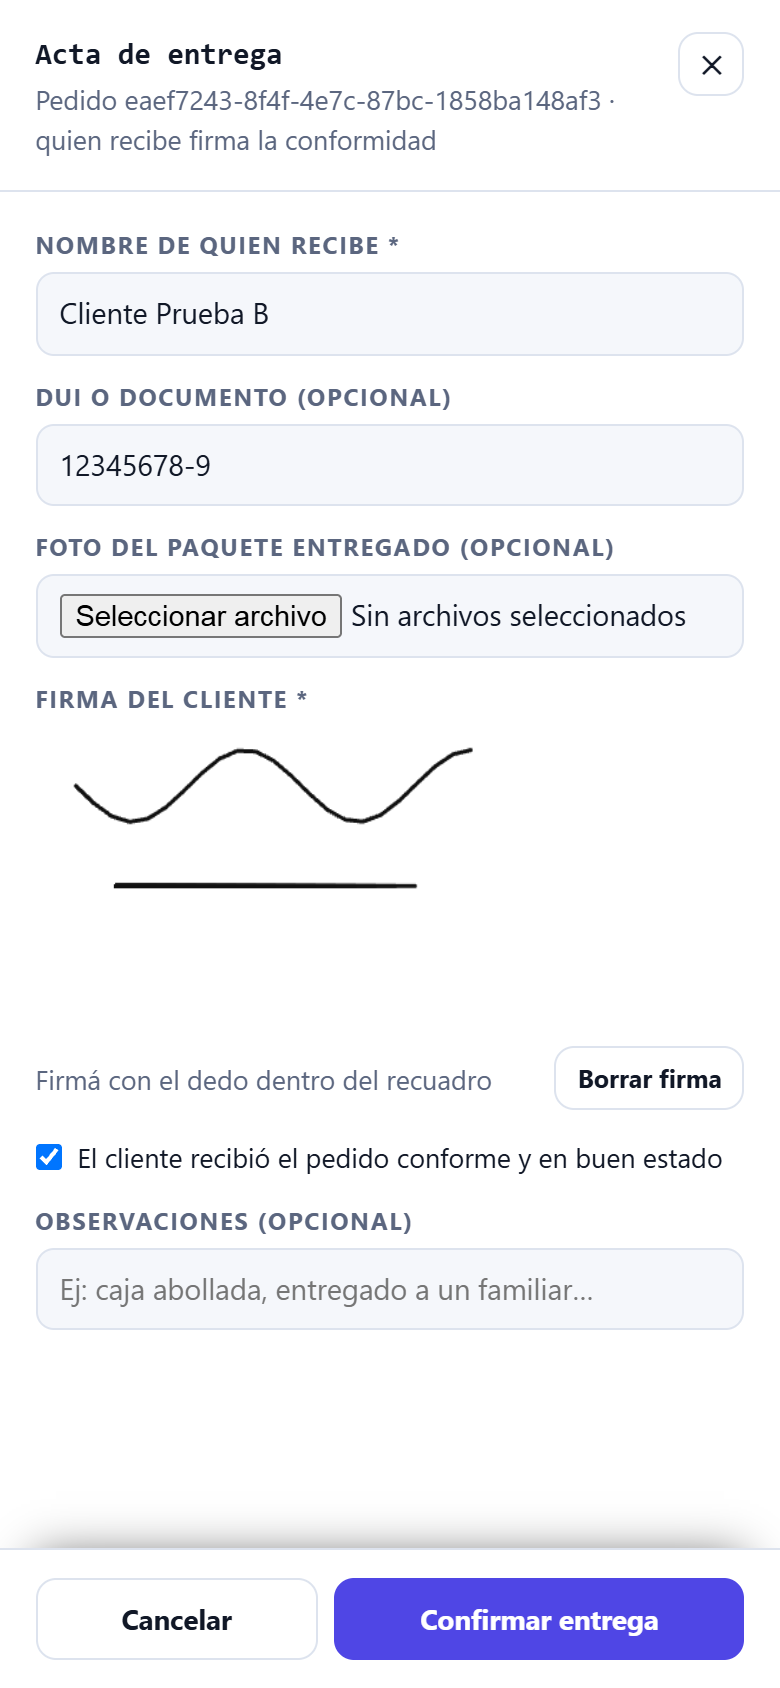 Acta de entrega
Pedido eaef7243-8f4f-4e7c-87bc-1858ba148af3 ·
quien recibe firma la conformidad
NOMBRE DE QUIEN RECIBE *
Cliente Prueba B
DUI O DOCUMENTO (OPCIONAL)
12345678-9
FOTO DEL PAQUETE ENTREGADO (OPCIONAL)
Seleccionar archivo Sin archivos seleccionados
FIRMA DEL CLIENTE *
Firmá con el dedo dentro del recuadro
Borrar firma
El cliente recibió el pedido conforme y en buen estado
OBSERVACIONES (OPCIONAL)
Ej: caja abollada, entregado a un familiar...
Cancelar
Confirmar entrega